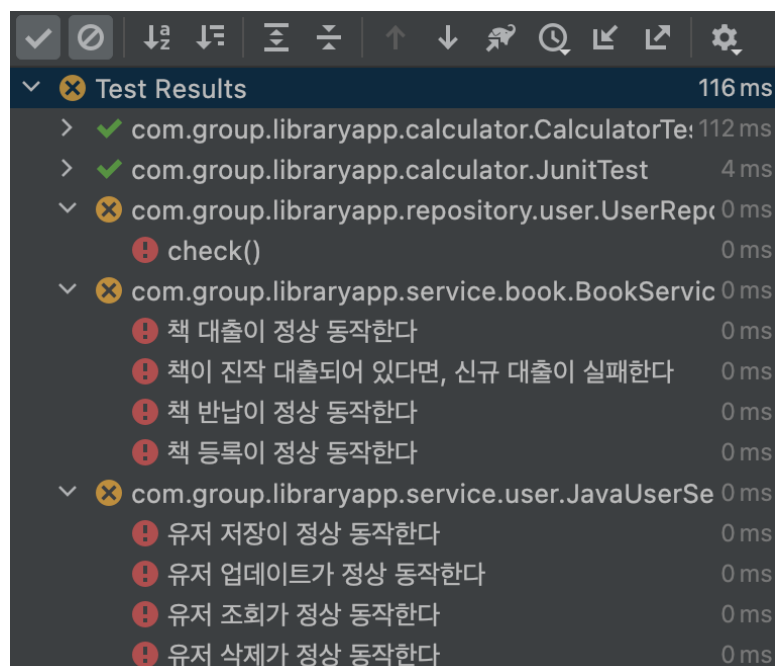 Test Results 116 ms
com.group.libraryapp.calculator.CalculatorTe 112 ms
com.group.libraryapp.calculator.JunitTest 4 ms
com.group.libraryapp.repository.user.UserRepo 0 ms
check() 0 ms
com.group.libraryapp.service.book.BookServic 0 ms
책 대출이 정상 동작한다 0 ms
책이 진작 대출되어 있다면, 신규 대출이 실패한다 0 ms
책 반납이 정상 동작한다 0 ms
책 등록이 정상 동작한다 0 ms
com.group.libraryapp.service.user.JavaUserSe 0 ms
유저 저장이 정상 동작한다 0 ms
유저 업데이트가 정상 동작한다 0 ms
유저 조회가 정상 동작한다 0 ms
유저 삭제가 정상 동작한다 0 ms